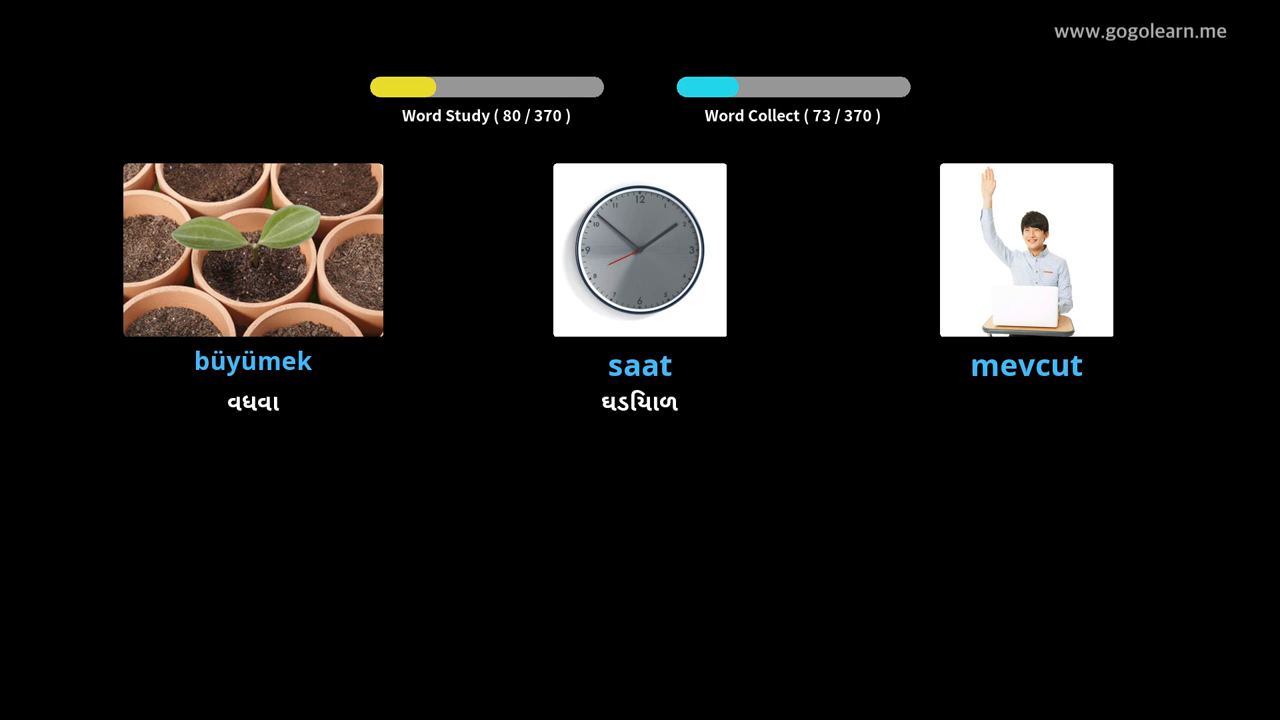 www.gogolearn.me
Word Study ( 80 / 370 )
Word Collect ( 73 / 370 )
büyümek
saat
mevcut
વધવા
ઘડિયાળ